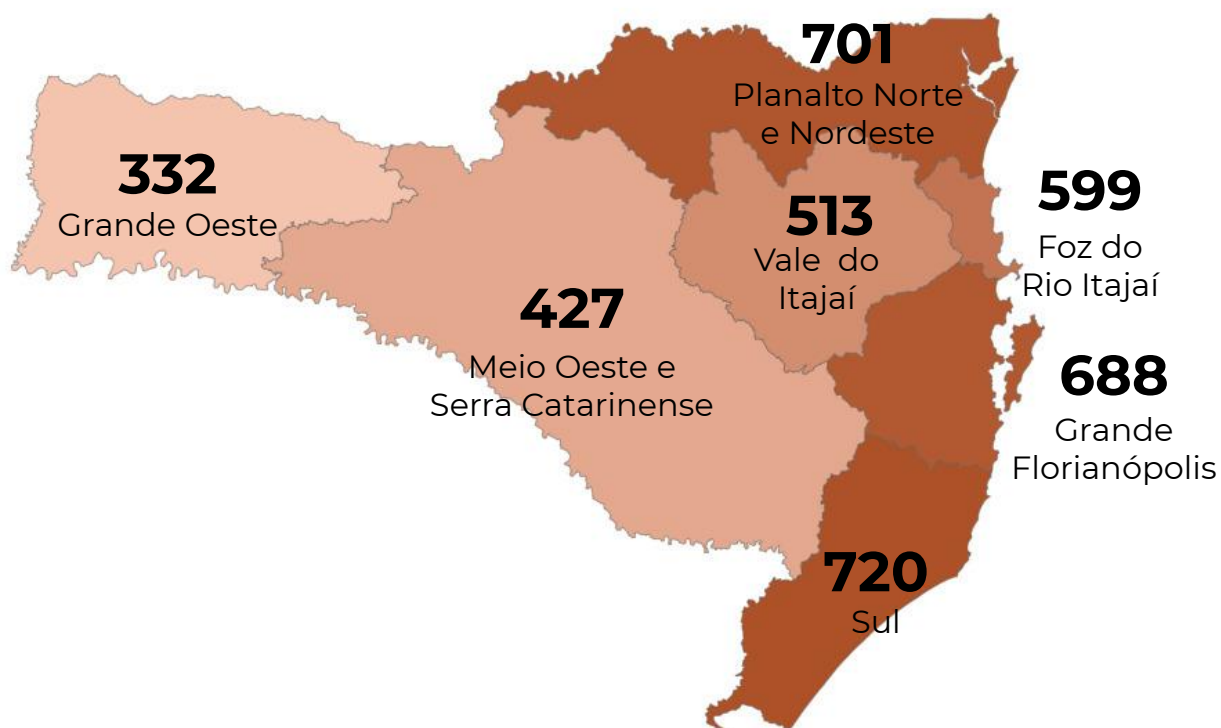 701
Planalto Norte
e Nordeste
332
Grande Oeste
513
Vale do
Itajaí
599
Foz do
Rio Itajaí
427
Meio Oeste e
Serra Catarinense
688
Grande
Florianópolis
720
Sul